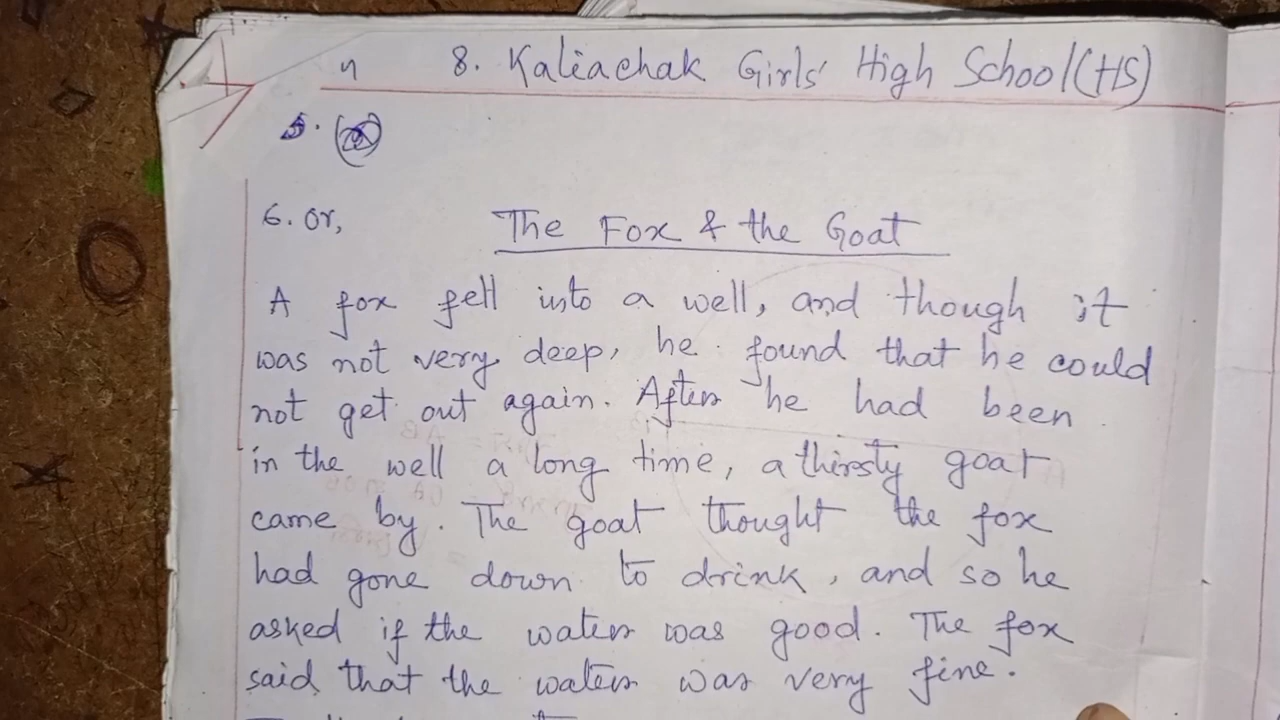 8. Kaliachak Girls' High School (HS)
5.
6. Or,
The Fox & the Goat
A fox fell into a well, and though it
was not very deep, he found that he could
not get out again. After he had been
in the well a long time, a thirsty goat
came by. The goat thought the fox
had gone down to drink, and so he
asked if the water was good. The fox
said that the water was very fine.